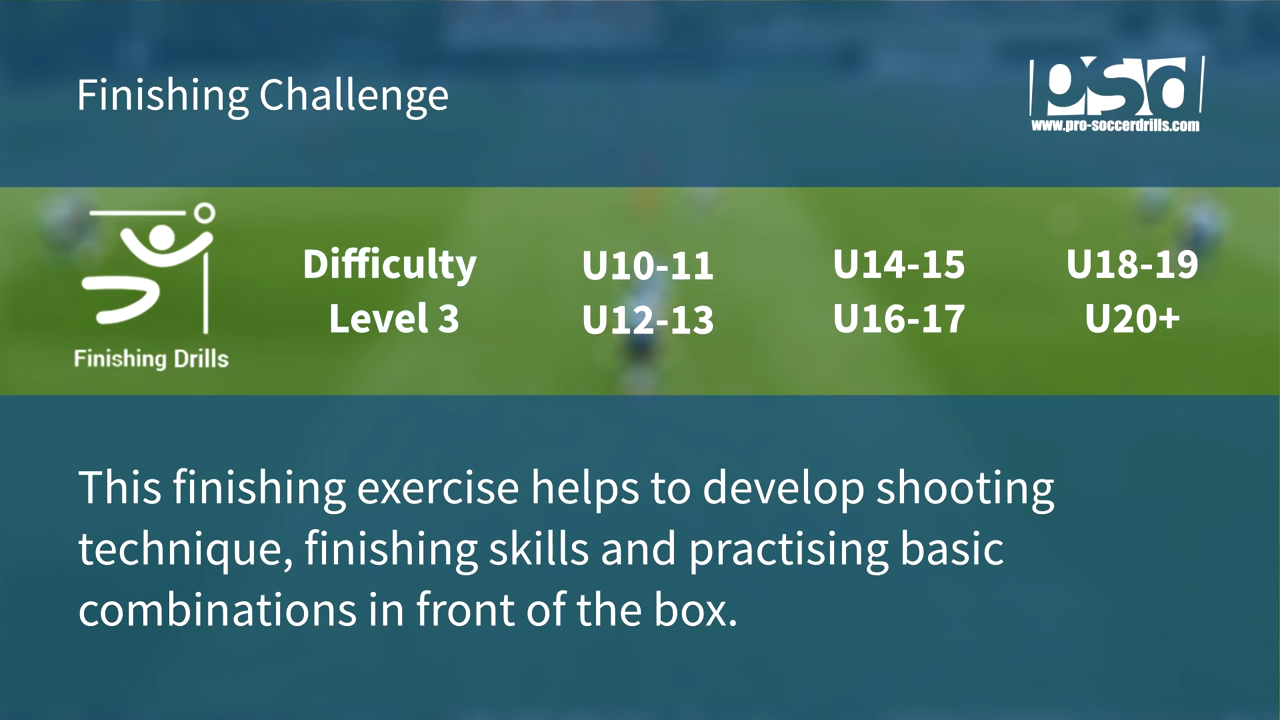 Finishing Challenge
psd
www.pro-soccerdrills.com
Finishing Drills
Difficulty
Level 3
U10-11
U12-13
U14-15
U16-17
U18-19
U20+
This finishing exercise helps to develop shooting
technique, finishing skills and practising basic
combinations in front of the box.